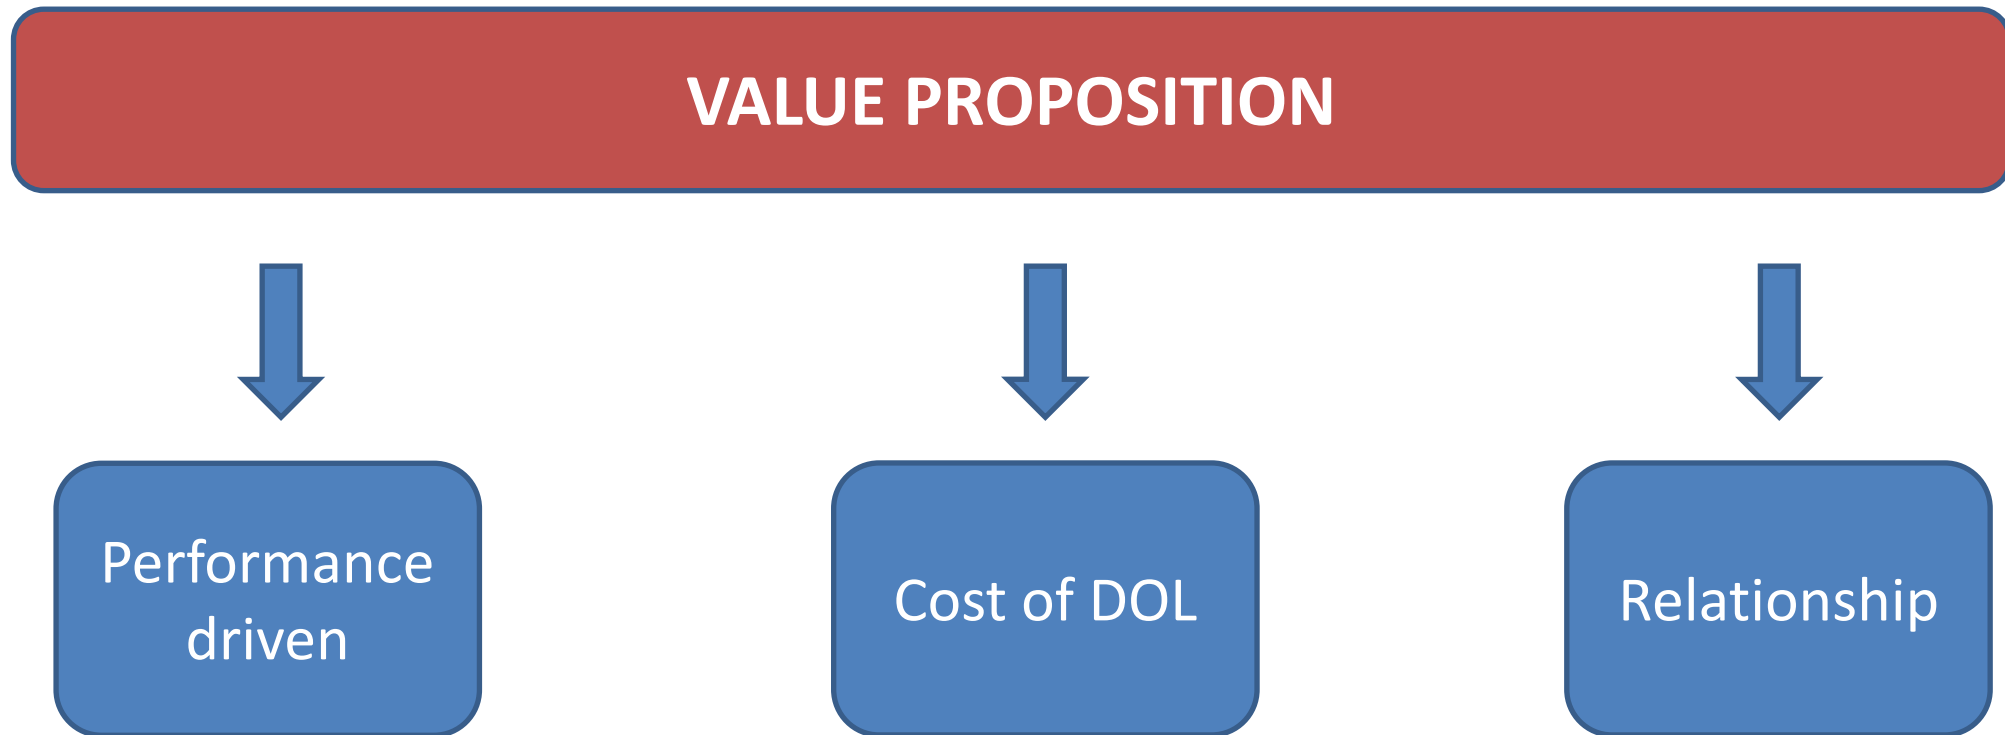 VALUE PROPOSITION
Performance
driven
Cost of DOL
Relationship